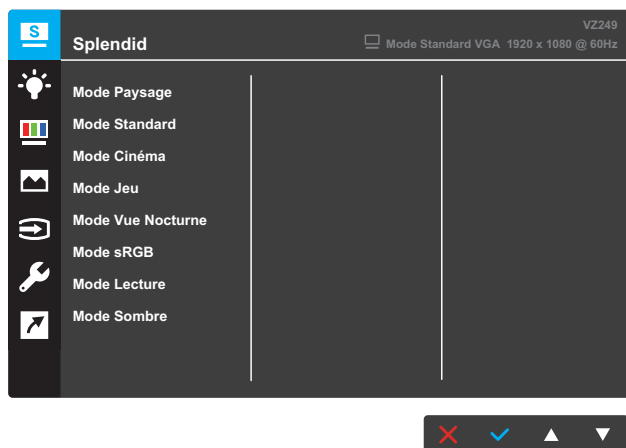 S
VZ249
Splendid
Mode Standard VGA 1920 x 1080 @ 60Hz
Mode Paysage
Mode Standard
Mode Cinéma
Mode Jeu
Mode Vue Nocturne
Mode sRGB
Mode Lecture
Mode Sombre